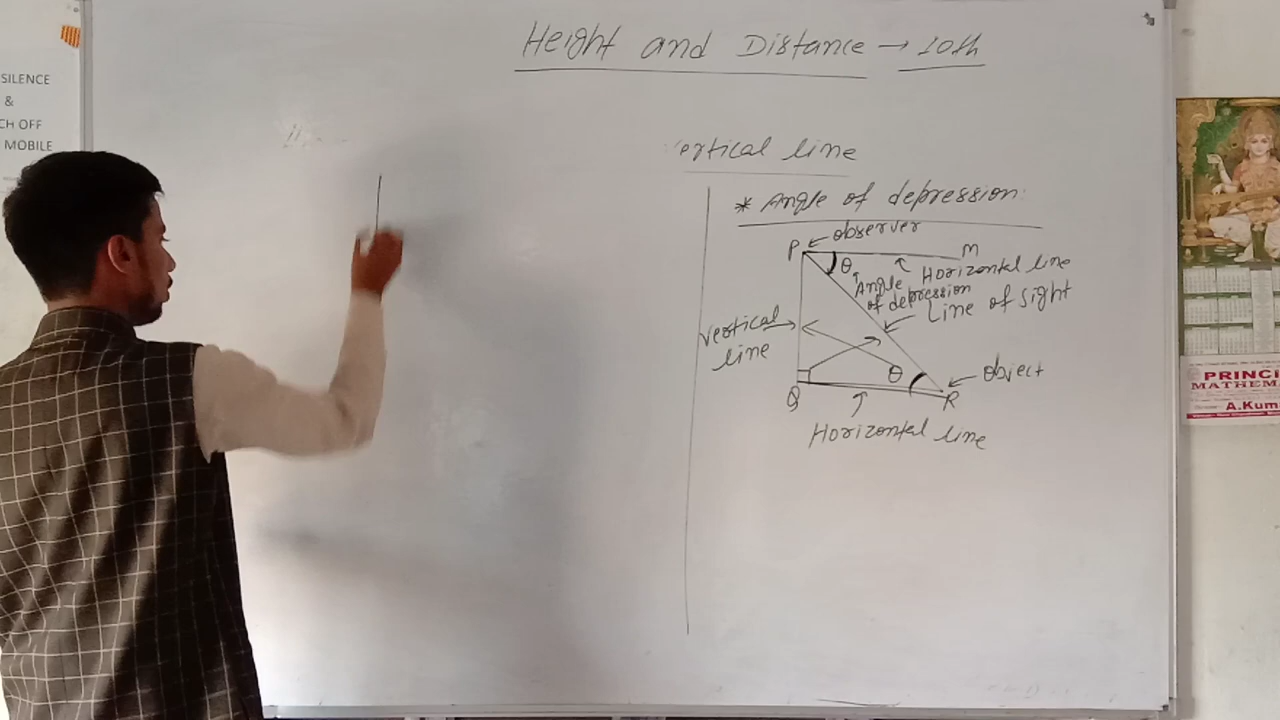 SILENCE
&
CH OFF
MOBILE
Height and Distance → 10th
ertical line
* Angle of depression:
P
observer
M
θ
Horizontal line
Angle
of depression
Line of sight
vertical
line
θ
object
Q
R
Horizontal line
PRINCI
MATHEM
A.Kum